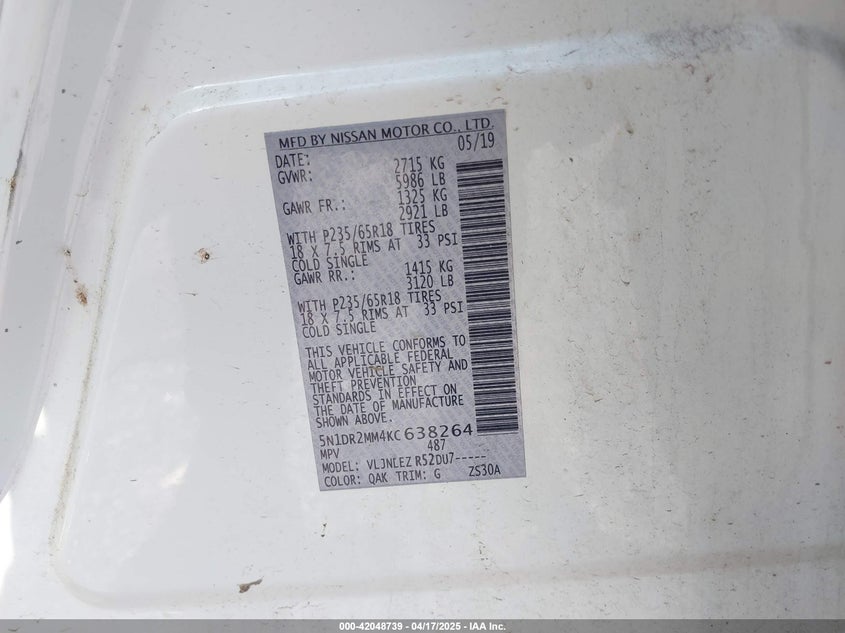 MFD BY NISSAN MOTOR CO., LTD.
DATE: 05/19
GVWR: 2715 KG
5986 LB
GAWR FR.: 1325 KG
2921 LB
WITH P235/65R18 TIRES
18 X 7.5 RIMS AT 33 PSI
COLD SINGLE
GAWR RR.: 1415 KG
3120 LB
WITH P235/65R18 TIRES
18 X 7.5 RIMS AT 33 PSI
COLD SINGLE
THIS VEHICLE CONFORMS TO
ALL APPLICABLE FEDERAL
MOTOR VEHICLE SAFETY AND
THEFT PREVENTION
STANDARDS IN EFFECT ON
THE DATE OF MANUFACTURE
SHOWN ABOVE.
5N1DR2MM4KC638264
MPV 487
MODEL: VLJNLEZ R52DU7-----
COLOR: QAK TRIM: G ZS30A
000-42048739 - 04/17/2025 - IAA Inc.